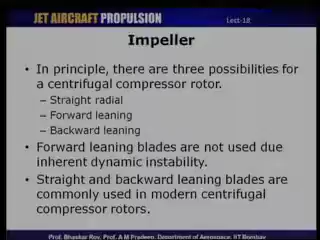 JET AIRCRAFT PROPULSION
Lect-18
Impeller
• In principle, there are three possibilities for
a centrifugal compressor rotor.
– Straight radial
– Forward leaning
– Backward leaning
• Forward leaning blades are not used due
inherent dynamic instability.
• Straight and backward leaning blades are
commonly used in modern centrifugal
compressor rotors.
Prof. Bhaskar Roy, Prof. A M Pradeep, Department of Aerospace, IIT Bombay